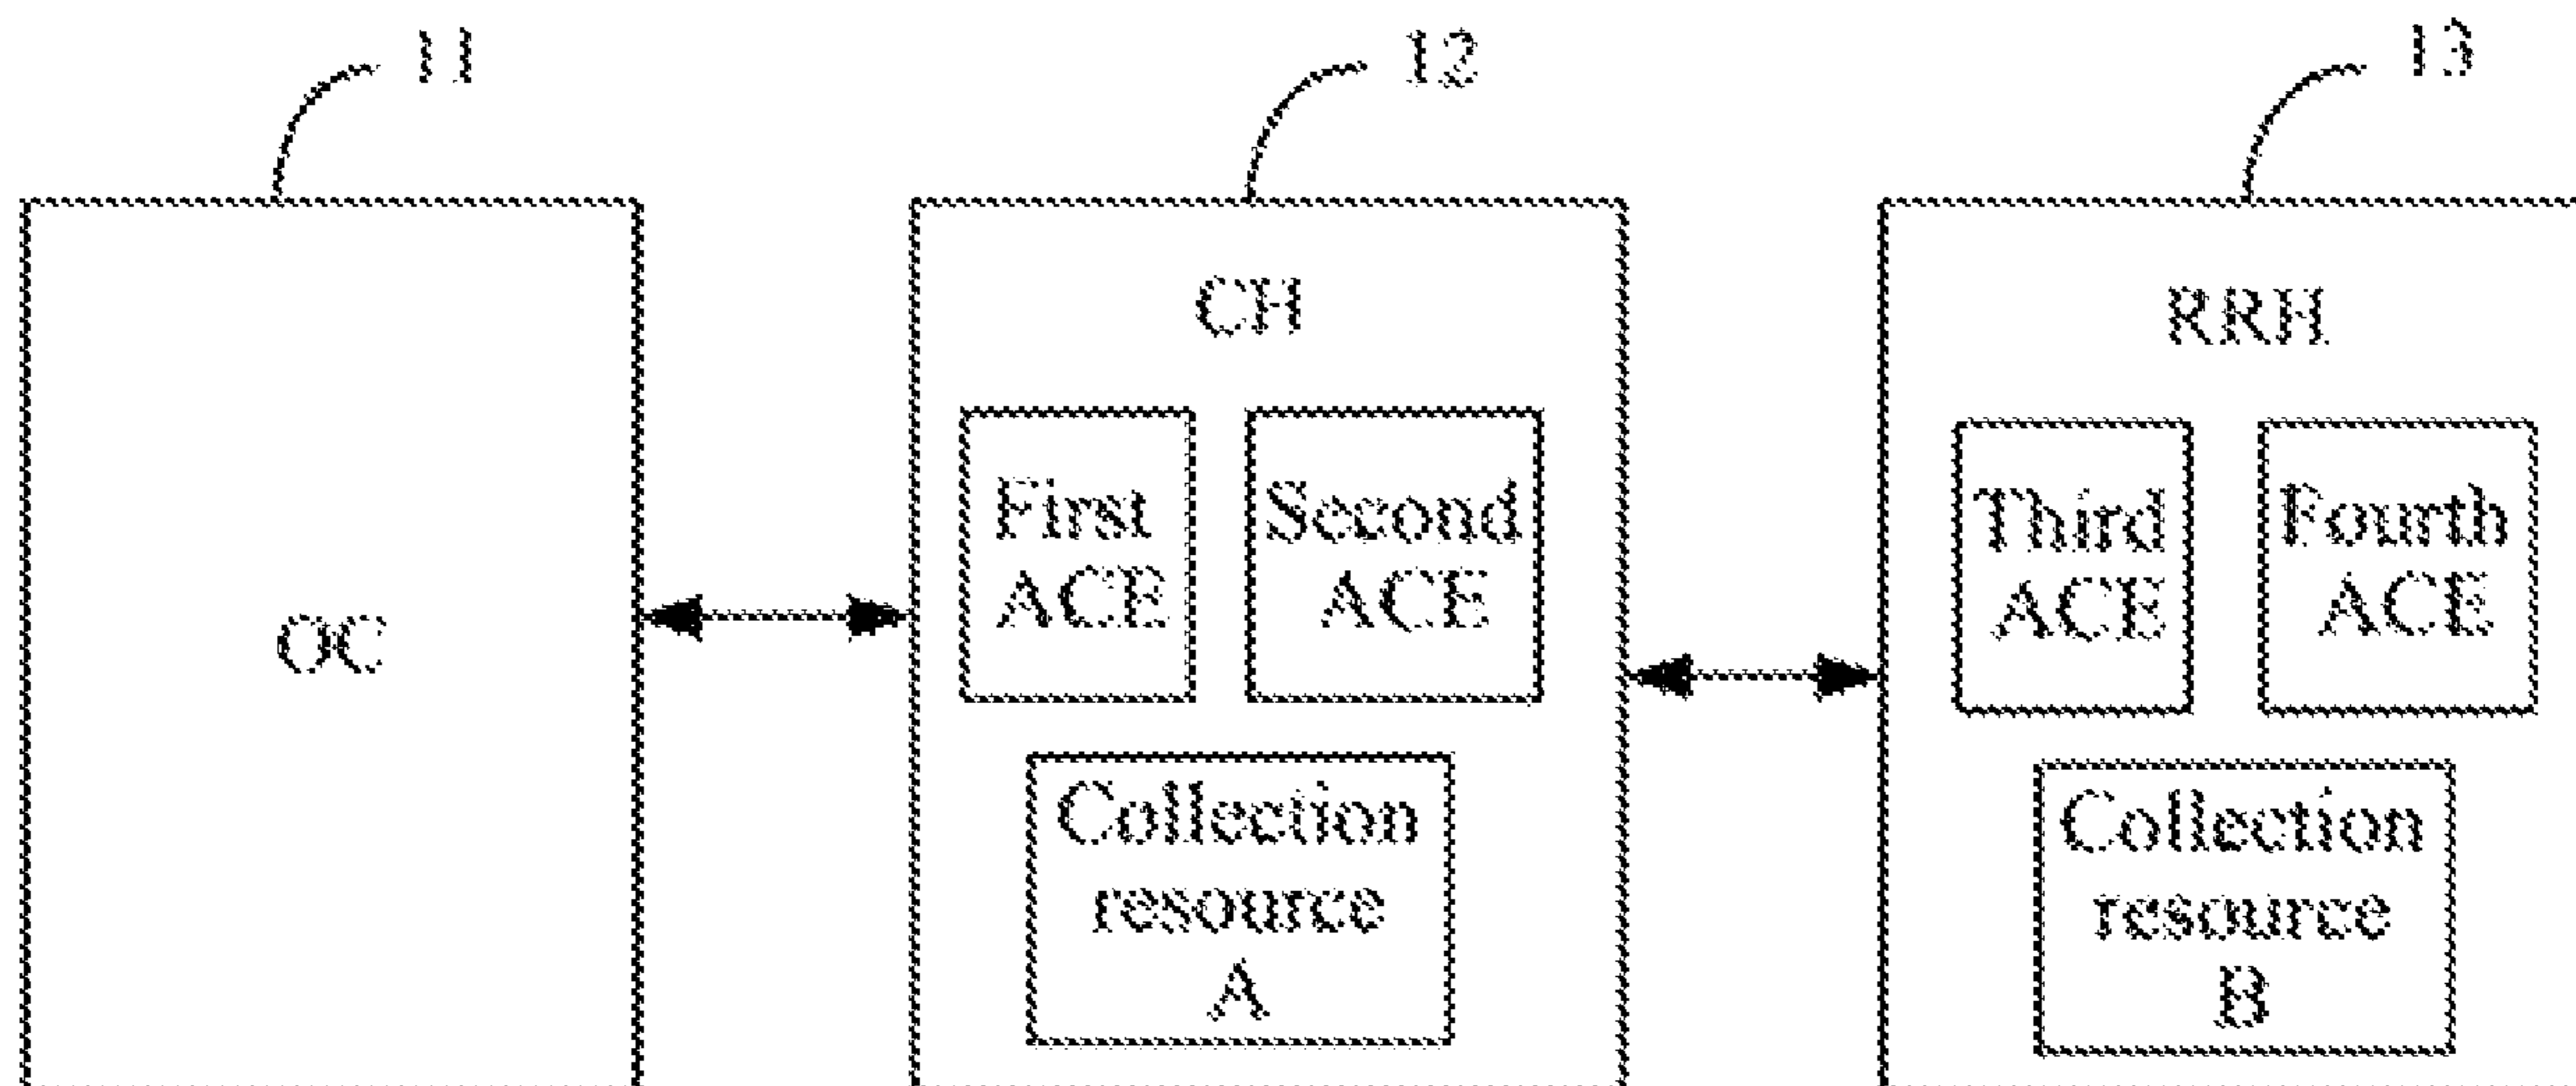 11
12
13
OC
CH
First
ACE
Second
ACE
Collection
resource
A
RRH
Third
ACE
Fourth
ACE
Collection
resource
B